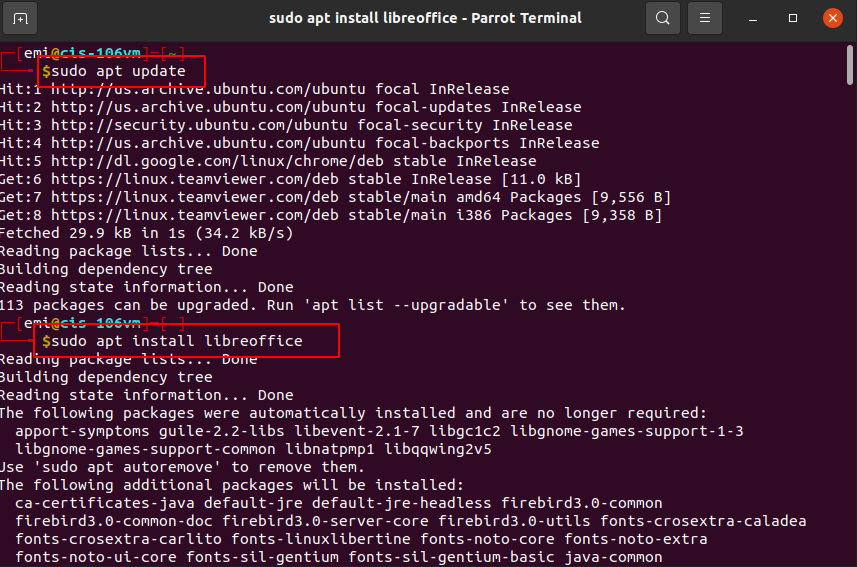 sudo apt install libreoffice - Parrot Terminal
┌─[emi@cis-106vm]─[~]
└──╼ $sudo apt update
Hit:1 http://us.archive.ubuntu.com/ubuntu focal InRelease
Hit:2 http://us.archive.ubuntu.com/ubuntu focal-updates InRelease
Hit:3 http://security.ubuntu.com/ubuntu focal-security InRelease
Hit:4 http://us.archive.ubuntu.com/ubuntu focal-backports InRelease
Hit:5 http://dl.google.com/linux/chrome/deb stable InRelease
Get:6 https://linux.teamviewer.com/deb stable InRelease [11.0 kB]
Get:7 https://linux.teamviewer.com/deb stable/main amd64 Packages [9,556 B]
Get:8 https://linux.teamviewer.com/deb stable/main i386 Packages [9,358 B]
Fetched 29.9 kB in 1s (34.2 kB/s)
Reading package lists... Done
Building dependency tree
Reading state information... Done
113 packages can be upgraded. Run 'apt list --upgradable' to see them.
┌─[emi@cis-106vm]─[ ]
└──╼ $sudo apt install libreoffice
Reading package lists... Done
Building dependency tree
Reading state information... Done
The following packages were automatically installed and are no longer required:
apport-symptoms guile-2.2-libs libevent-2.1-7 libgc1c2 libgnome-games-support-1-3
libgnome-games-support-common libnatpmp1 libqqwing2v5
Use 'sudo apt autoremove' to remove them.
The following additional packages will be installed:
ca-certificates-java default-jre default-jre-headless firebird3.0-common
firebird3.0-common-doc firebird3.0-server-core firebird3.0-utils fonts-crosextra-caladea
fonts-crosextra-carlito fonts-linuxlibertine fonts-noto-core fonts-noto-extra
fonts-noto-ui-core fonts-sil-gentium fonts-sil-gentium-basic java-common